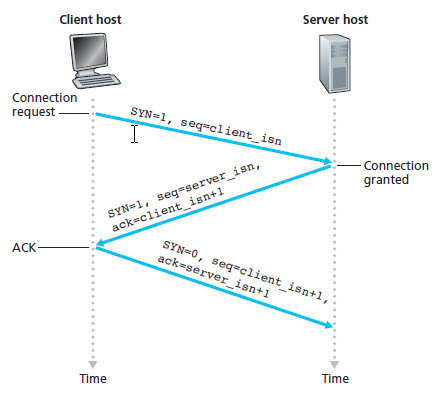 Client host
Server host
Connection
request
SYN=1, seq=client_isn
Connection
granted
SYN=1, seq=server_isn,
ack=client_isn+1
ACK
SYN=0, seq=client_isn+1,
ack=server_isn+1
Time
Time